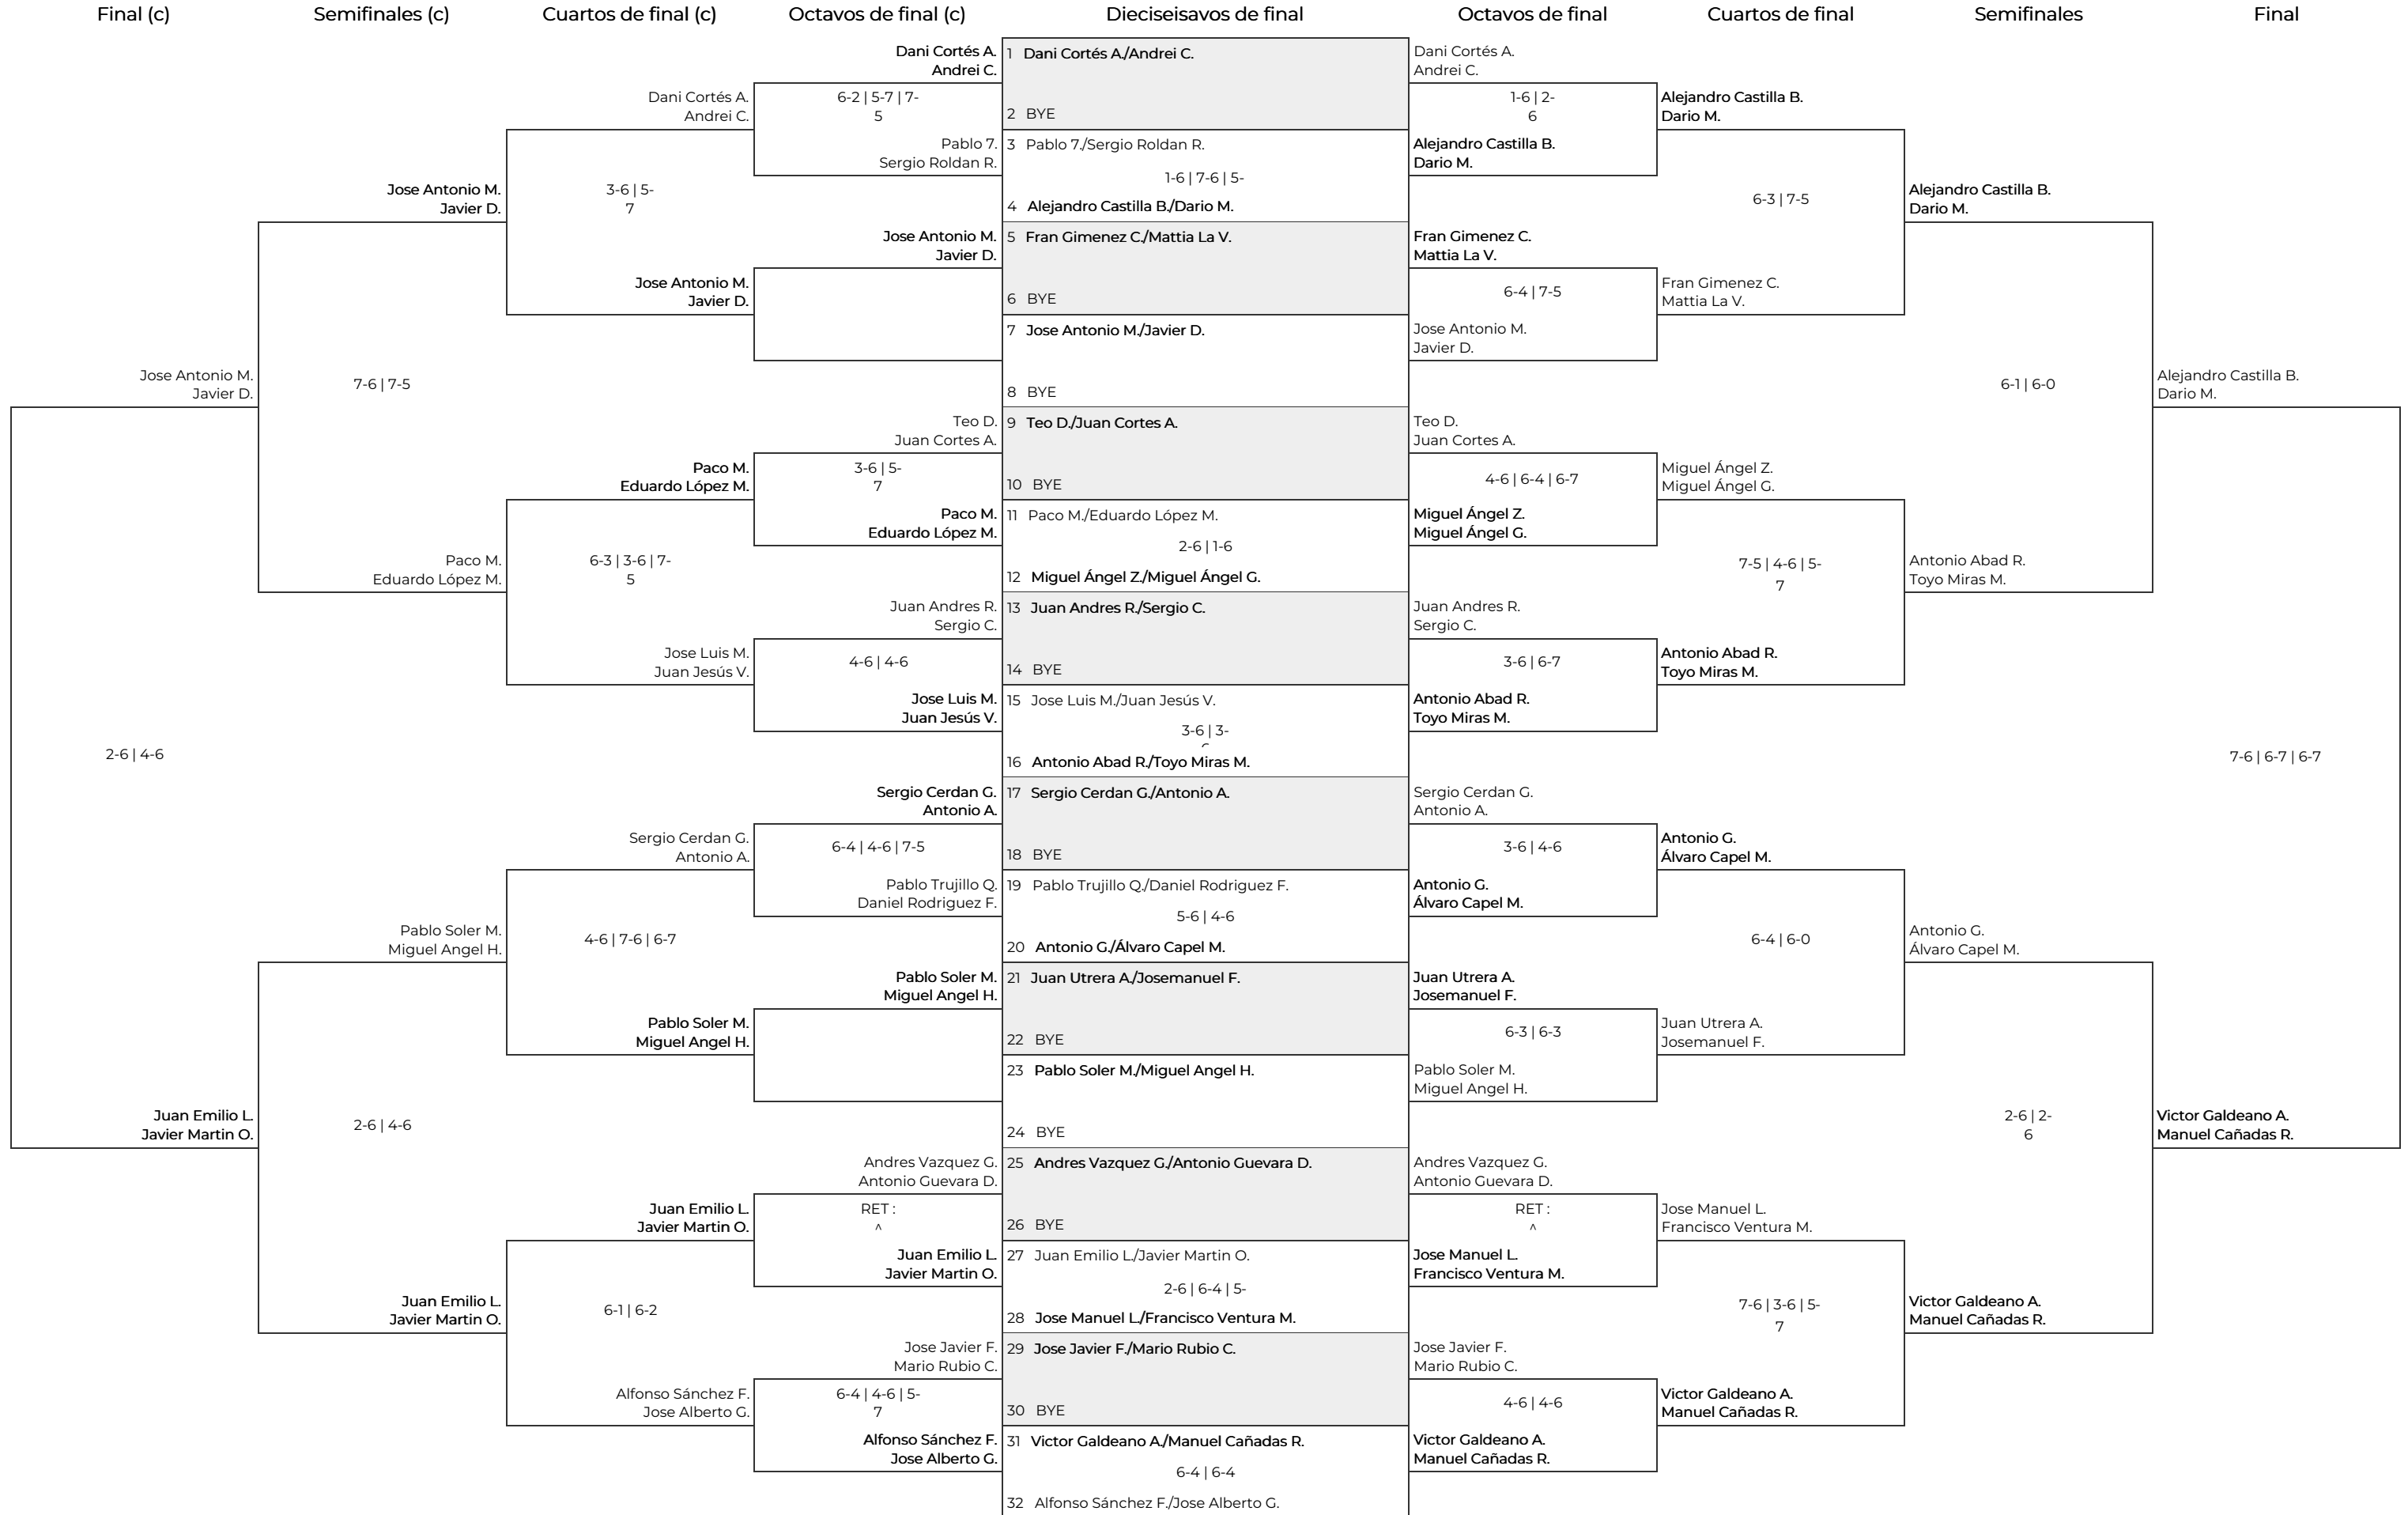 Final (c)
Semifinales (c)
Cuartos de final (c)
Octavos de final (c)
Dieciseisavos de final
Octavos de final
Cuartos de final
Semifinales
Final
Jose Antonio M.
Javier D.
2-6 | 4-6
Juan Emilio L.
Javier Martin O.
Jose Antonio M.
Javier D.
7-6 | 7-5
Paco M.
Eduardo López M.
Pablo Soler M.
Miguel Angel H.
2-6 | 4-6
Juan Emilio L.
Javier Martin O.
Dani Cortés A.
Andrei C.
3-6 | 5-
7
Jose Antonio M.
Javier D.
Paco M.
Eduardo López M.
6-3 | 3-6 | 7-
5
Jose Luis M.
Juan Jesús V.
Sergio Cerdan G.
Antonio A.
4-6 | 7-6 | 6-7
Pablo Soler M.
Miguel Angel H.
Juan Emilio L.
Javier Martin O.
6-1 | 6-2
Alfonso Sánchez F.
Jose Alberto G.
Dani Cortés A.
Andrei C.
6-2 | 5-7 | 7-
5
Pablo 7.
Sergio Roldan R.
Jose Antonio M.
Javier D.
Teo D.
Juan Cortes A.
3-6 | 5-
7
Paco M.
Eduardo López M.
Juan Andres R.
Sergio C.
4-6 | 4-6
Jose Luis M.
Juan Jesús V.
Sergio Cerdan G.
Antonio A.
6-4 | 4-6 | 7-5
Pablo Trujillo Q.
Daniel Rodriguez F.
Pablo Soler M.
Miguel Angel H.
Andres Vazquez G.
Antonio Guevara D.
RET :
^
Juan Emilio L.
Javier Martin O.
Jose Javier F.
Mario Rubio C.
6-4 | 4-6 | 5-
7
Alfonso Sánchez F.
Jose Alberto G.
1 Dani Cortés A./Andrei C.
2 BYE
3 Pablo 7./Sergio Roldan R.
1-6 | 7-6 | 5-
4 Alejandro Castilla B./Dario M.
5 Fran Gimenez C./Mattia La V.
6 BYE
7 Jose Antonio M./Javier D.
8 BYE
9 Teo D./Juan Cortes A.
10 BYE
11 Paco M./Eduardo López M.
2-6 | 1-6
12 Miguel Ángel Z./Miguel Ángel G.
13 Juan Andres R./Sergio C.
14 BYE
15 Jose Luis M./Juan Jesús V.
3-6 | 3-
16 Antonio Abad R./Toyo Miras M.
17 Sergio Cerdan G./Antonio A.
18 BYE
19 Pablo Trujillo Q./Daniel Rodriguez F.
5-6 | 4-6
20 Antonio G./Álvaro Capel M.
21 Juan Utrera A./Josemanuel F.
22 BYE
23 Pablo Soler M./Miguel Angel H.
24 BYE
25 Andres Vazquez G./Antonio Guevara D.
26 BYE
27 Juan Emilio L./Javier Martin O.
2-6 | 6-4 | 5-
28 Jose Manuel L./Francisco Ventura M.
29 Jose Javier F./Mario Rubio C.
30 BYE
31 Victor Galdeano A./Manuel Cañadas R.
6-4 | 6-4
32 Alfonso Sánchez F./Jose Alberto G.
Dani Cortés A.
Andrei C.
1-6 | 2-
6
Alejandro Castilla B.
Dario M.
Fran Gimenez C.
Mattia La V.
6-4 | 7-5
Jose Antonio M.
Javier D.
Teo D.
Juan Cortes A.
4-6 | 6-4 | 6-7
Miguel Ángel Z.
Miguel Ángel G.
Juan Andres R.
Sergio C.
3-6 | 6-7
Antonio Abad R.
Toyo Miras M.
Sergio Cerdan G.
Antonio A.
3-6 | 4-6
Antonio G.
Álvaro Capel M.
Juan Utrera A.
Josemanuel F.
6-3 | 6-3
Pablo Soler M.
Miguel Angel H.
Andres Vazquez G.
Antonio Guevara D.
RET :
^
Jose Manuel L.
Francisco Ventura M.
Jose Javier F.
Mario Rubio C.
4-6 | 4-6
Victor Galdeano A.
Manuel Cañadas R.
Alejandro Castilla B.
Dario M.
6-3 | 7-5
Fran Gimenez C.
Mattia La V.
Miguel Ángel Z.
Miguel Ángel G.
7-5 | 4-6 | 5-
7
Antonio Abad R.
Toyo Miras M.
Antonio G.
Álvaro Capel M.
6-4 | 6-0
Juan Utrera A.
Josemanuel F.
Jose Manuel L.
Francisco Ventura M.
7-6 | 3-6 | 5-
7
Victor Galdeano A.
Manuel Cañadas R.
Alejandro Castilla B.
Dario M.
6-1 | 6-0
Antonio Abad R.
Toyo Miras M.
Antonio G.
Álvaro Capel M.
2-6 | 2-
6
Victor Galdeano A.
Manuel Cañadas R.
Alejandro Castilla B.
Dario M.
7-6 | 6-7 | 6-7
Victor Galdeano A.
Manuel Cañadas R.